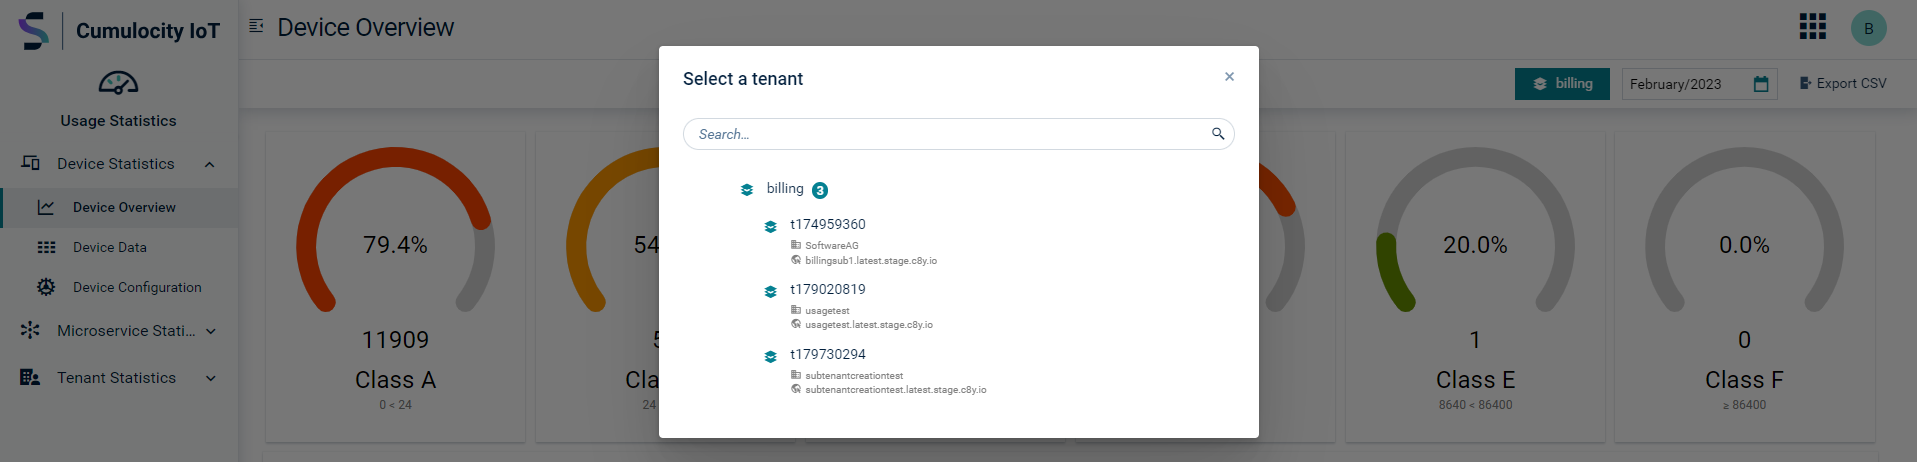 Cumulocity IoT
Device Overview
B
Usage Statistics
Device Statistics
Device Overview
Device Data
Device Configuration
Microservice Stati...
Tenant Statistics
billing
February/2023
Export CSV
Select a tenant
×
Search...
billing 3
t174959360
SoftwareAG
billingsub1.latest.stage.c8y.io
t179020819
usagetest
usagetest.latest.stage.c8y.io
t179730294
subtenantcreationtest
subtenantcreationtest.latest.stage.c8y.io
79.4%
11909
Class A
0 < 24
54
5
Cla
24
20.0%
1
Class E
8640 < 86400
0.0%
0
Class F
≥ 86400